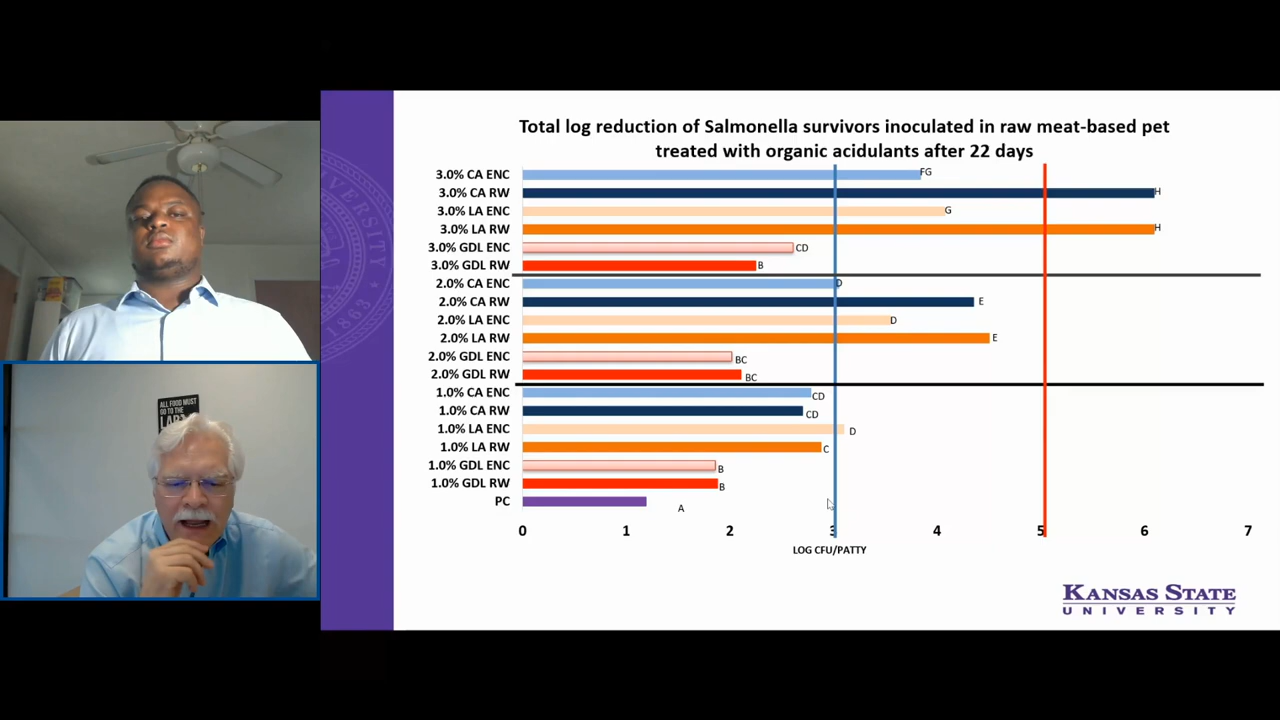 Total log reduction of Salmonella survivors inoculated in raw meat-based pet
treated with organic acidulants after 22 days
3.0% CA ENC FG
3.0% CA RW H
3.0% LA ENC G
3.0% LA RW H
3.0% GDL ENC CD
3.0% GDL RW B
2.0% CA ENC D
2.0% CA RW E
2.0% LA ENC D
2.0% LA RW E
2.0% GDL ENC BC
2.0% GDL RW BC
1.0% CA ENC CD
1.0% CA RW CD
1.0% LA ENC D
1.0% LA RW C
1.0% GDL ENC B
1.0% GDL RW B
PC A
0 1 2 3 4 5 6 7
LOG CFU/PATTY
KANSAS STATE
UNIVERSITY
ALL FOOD MUST
GO TO THE
LAB
1863